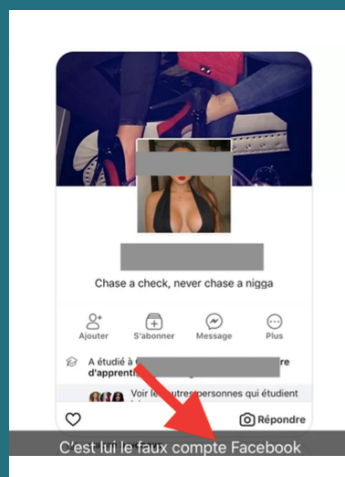 Chase a check, never chase a nigga
Ajouter
S'abonner
Message
Plus
A étudié à
re
d'apprenti
Voir les autres personnes qui étudient
Répondre
C'est lui le faux compte Facebook